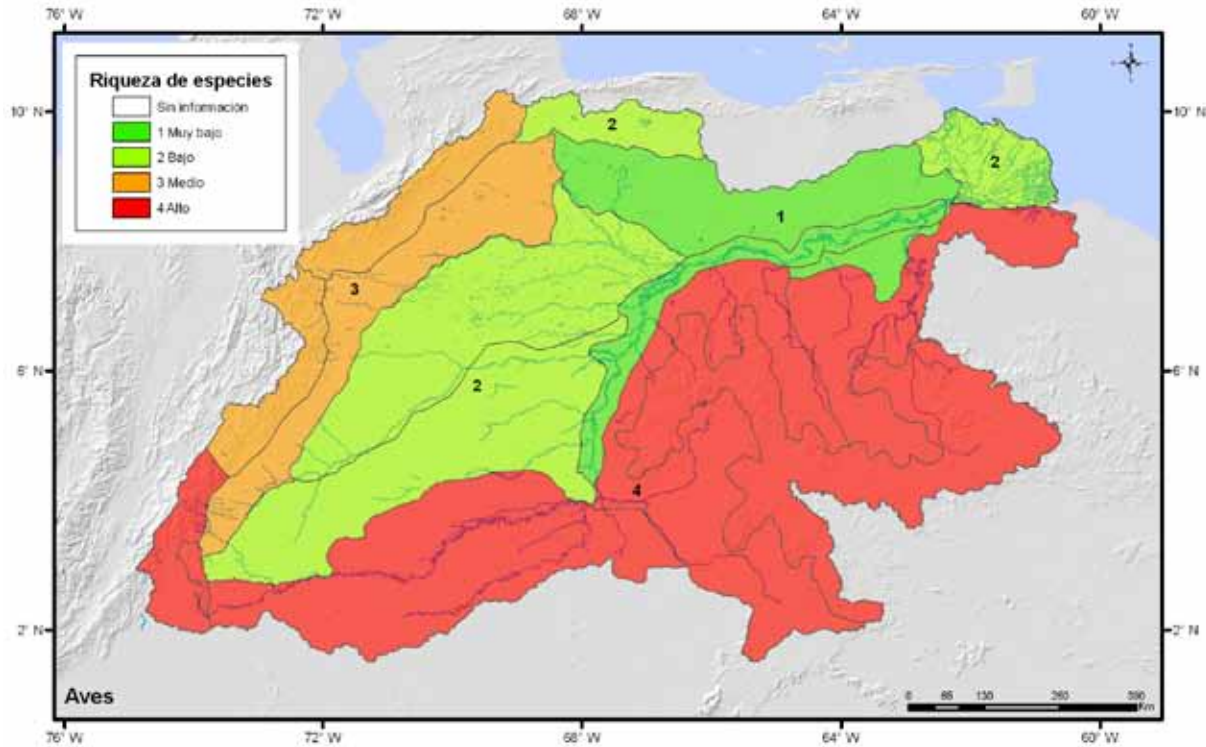 76° W
72° W
68° W
64° W
60° W
Riqueza de especies
Sin información
1 Muy bajo
2 Bajo
3 Medio
4 Alto
10° N
10° N
2
2
1
3
6° N
6° N
2
4
2° N
2° N
Aves
0 65 130 260 390
Km
76° W
72° W
68° W
64° W
60° W